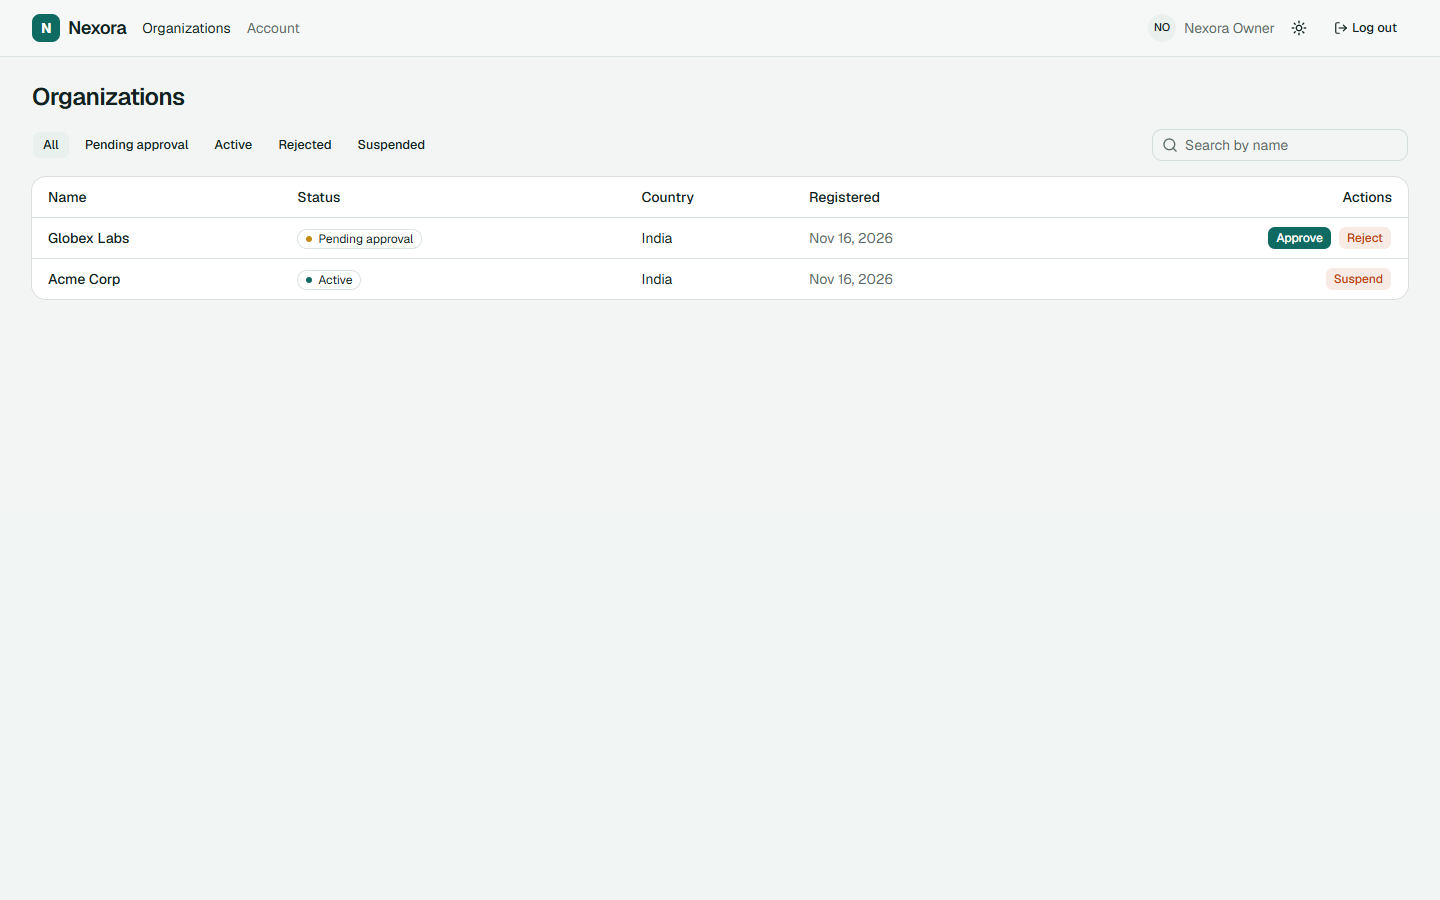 N Nexora Organizations Account NO Nexora Owner Log out
Organizations
All Pending approval Active Rejected Suspended Search by name
Name Status Country Registered Actions
Globex Labs Pending approval India Nov 16, 2026 Approve Reject
Acme Corp Active India Nov 16, 2026 Suspend